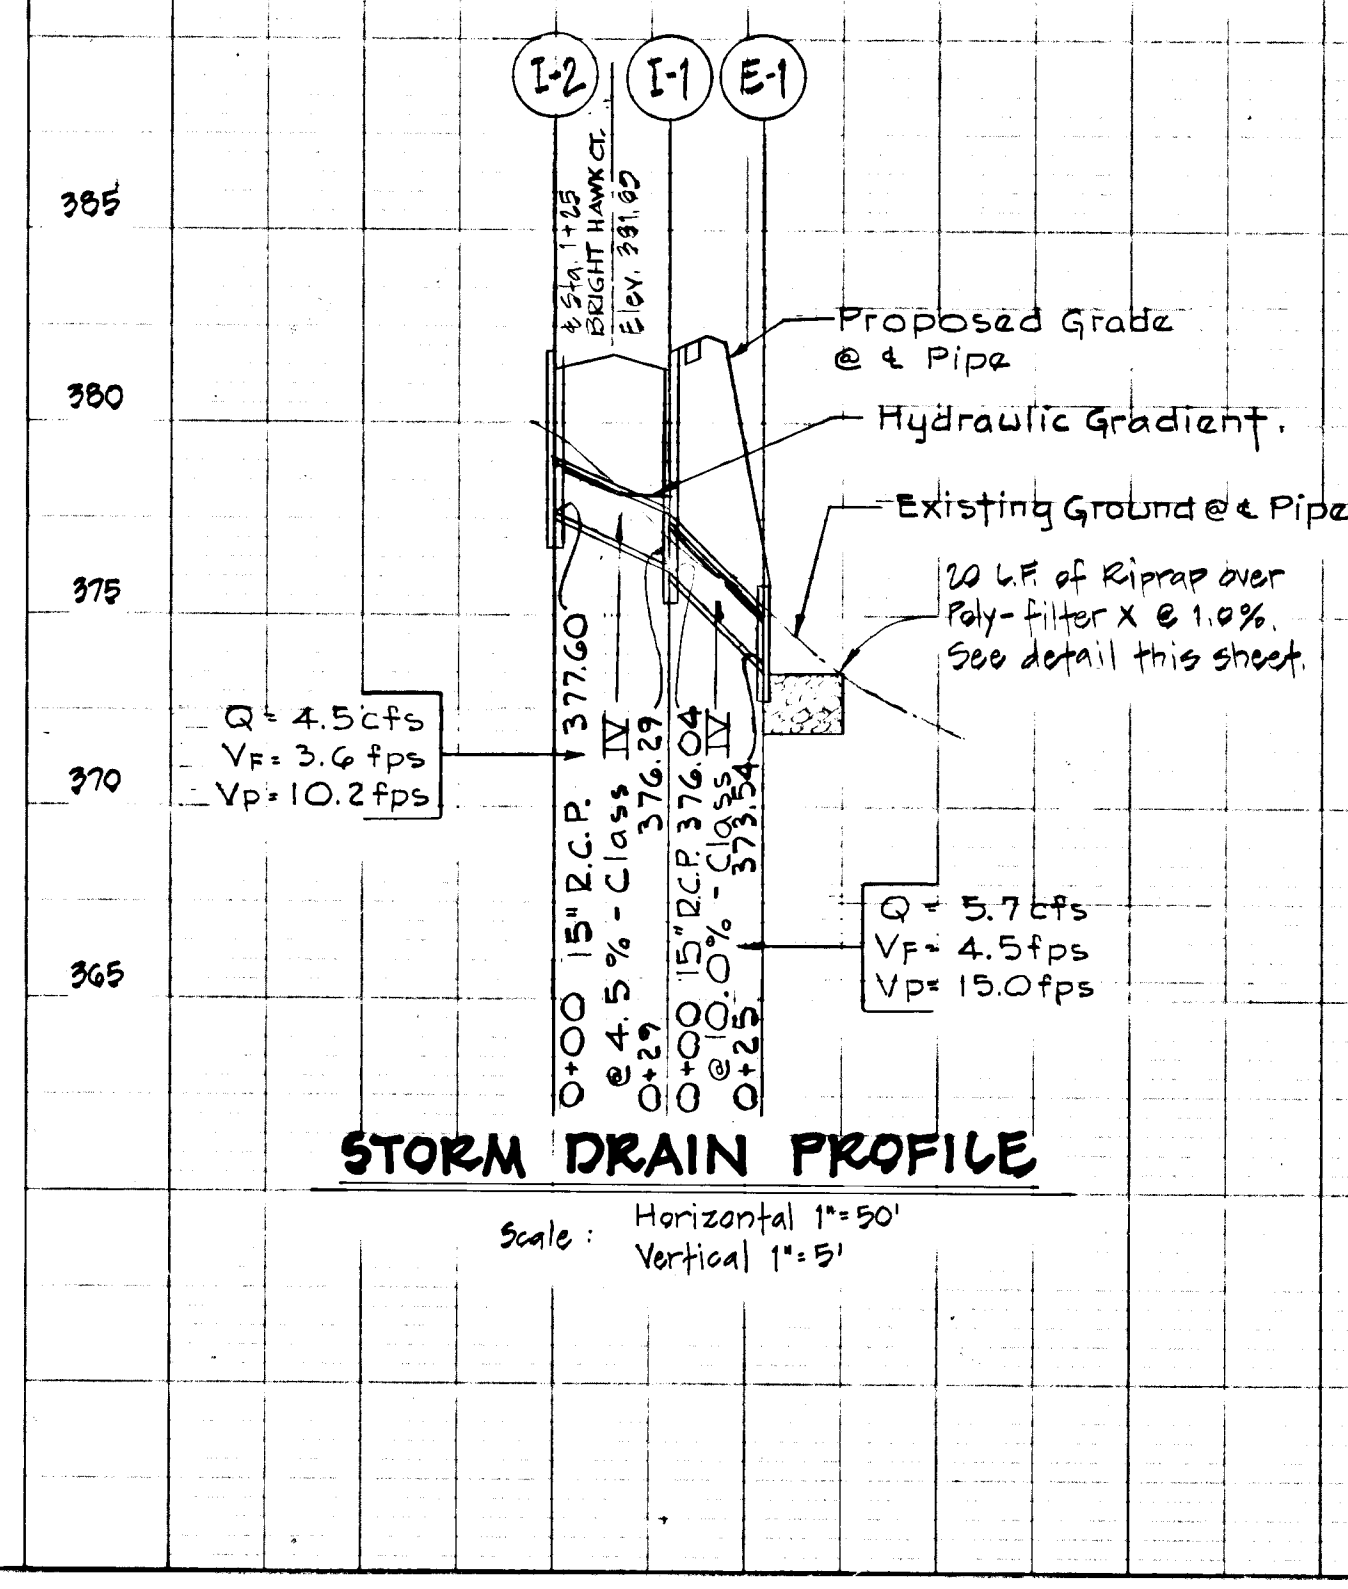 I-2
I-1
E-1
℄ Sta. 1+25
BRIGHT HAWK CT.
Elev. 381.65
385
380
375
370
365
Proposed Grade
@ ℄ Pipe
Hydraulic Gradient.
Existing Ground @ ℄ Pipe
20 L.F. of Riprap over
Poly-filter X @ 1.0%.
See detail this sheet.
Q = 4.5 cfs
VF = 3.6 fps
Vp = 10.2 fps
0+00 15" R.C.P. 377.60
@ 4.5% - Class IV
0+29 376.29
0+00 15" R.C.P. 376.04
@ 10.0% - Class IV
0+25 373.54
Q = 5.7 cfs
VF = 4.5 fps
Vp = 15.0 fps
STORM DRAIN PROFILE
Scale : Horizontal 1"=50'
Vertical 1"=5'